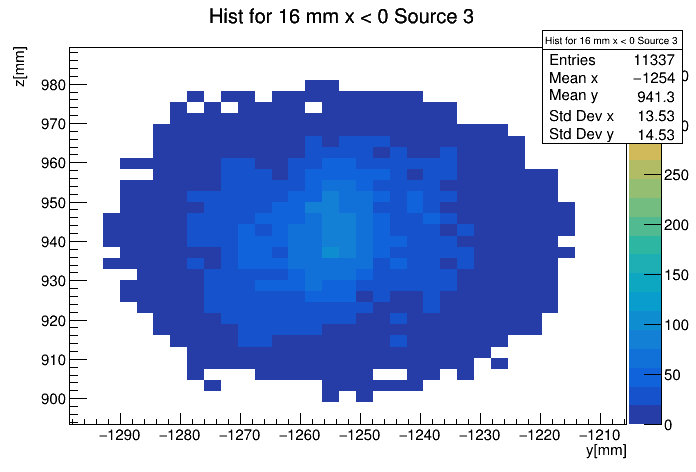 Hist for 16 mm x < 0 Source 3
z[mm]
Hist for 16 mm x < 0 Source 3
Entries 11337
Mean x −1254
Mean y 941.3
Std Dev x 13.53
Std Dev y 14.53
980
970
960
950
940
930
920
910
900
250
200
150
100
50
0
−1290 −1280 −1270 −1260 −1250 −1240 −1230 −1220 −1210
y[mm]